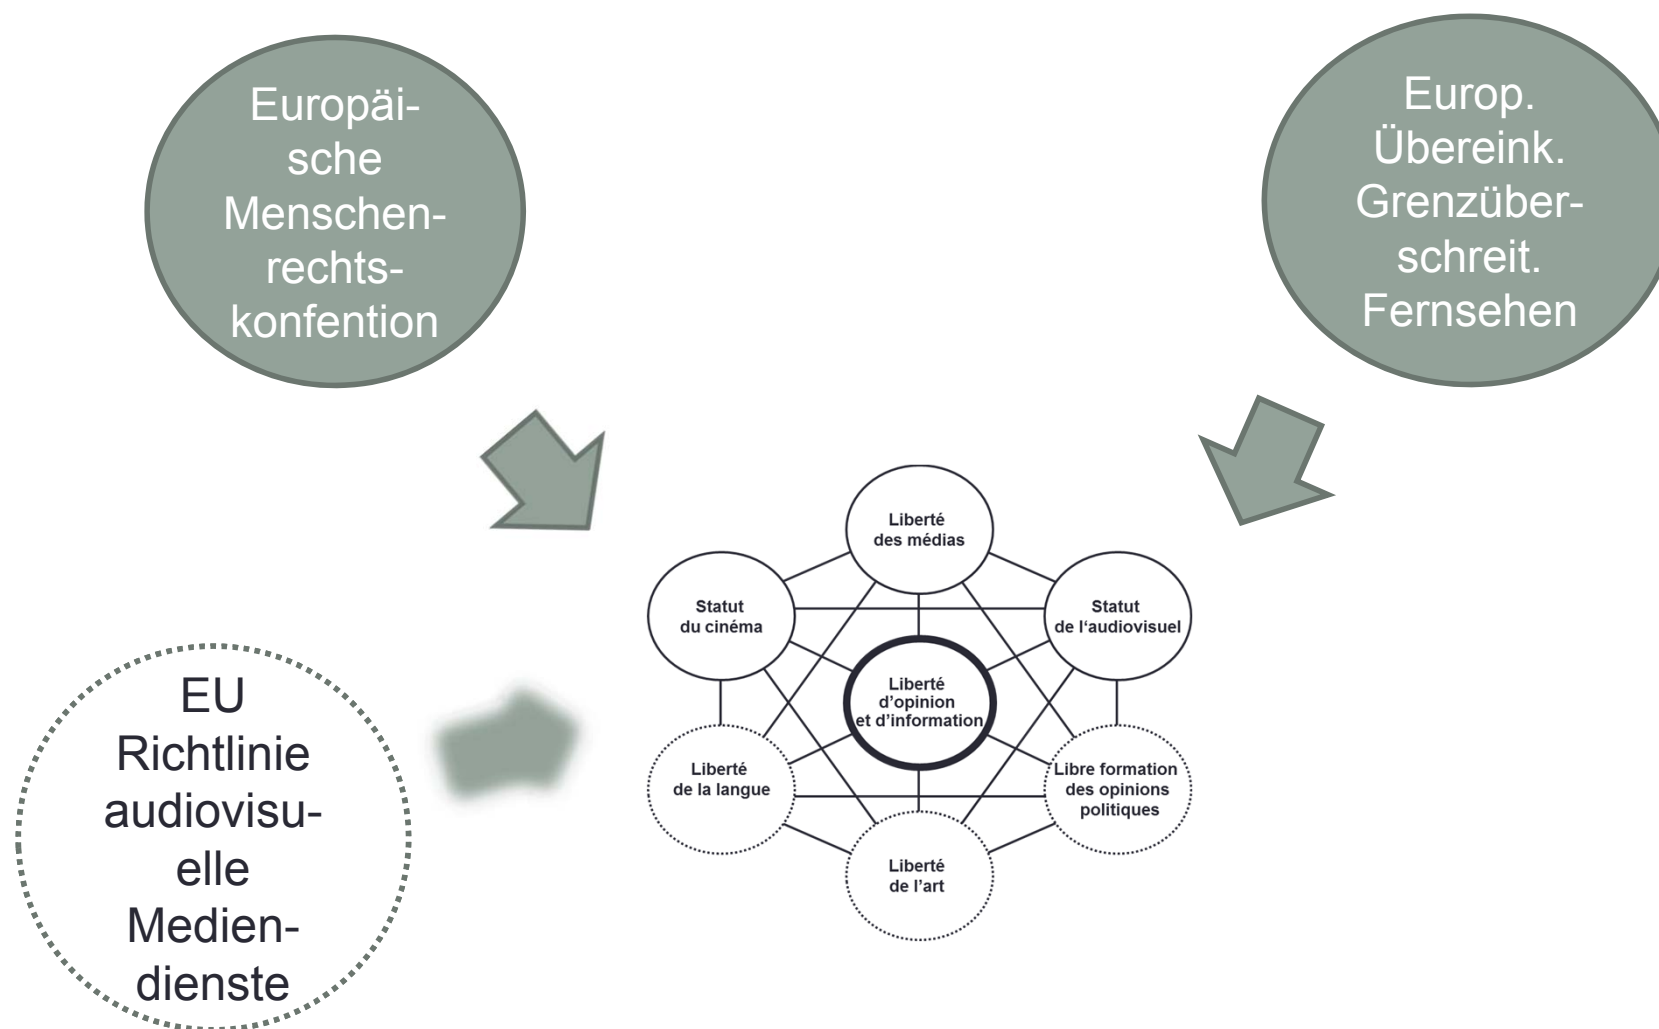 Europäi-
sche
Menschen-
rechts-
konfention
Europ.
Übereink.
Grenzüber-
schreit.
Fernsehen
Liberté
des médias
Statut
du cinéma
Statut
de l‘audiovisuel
Liberté
d’opinion
et d’information
Liberté
de la langue
Libre formation
des opinions
politiques
Liberté
de l’art
EU
Richtlinie
audiovisu-
elle
Medien-
dienste